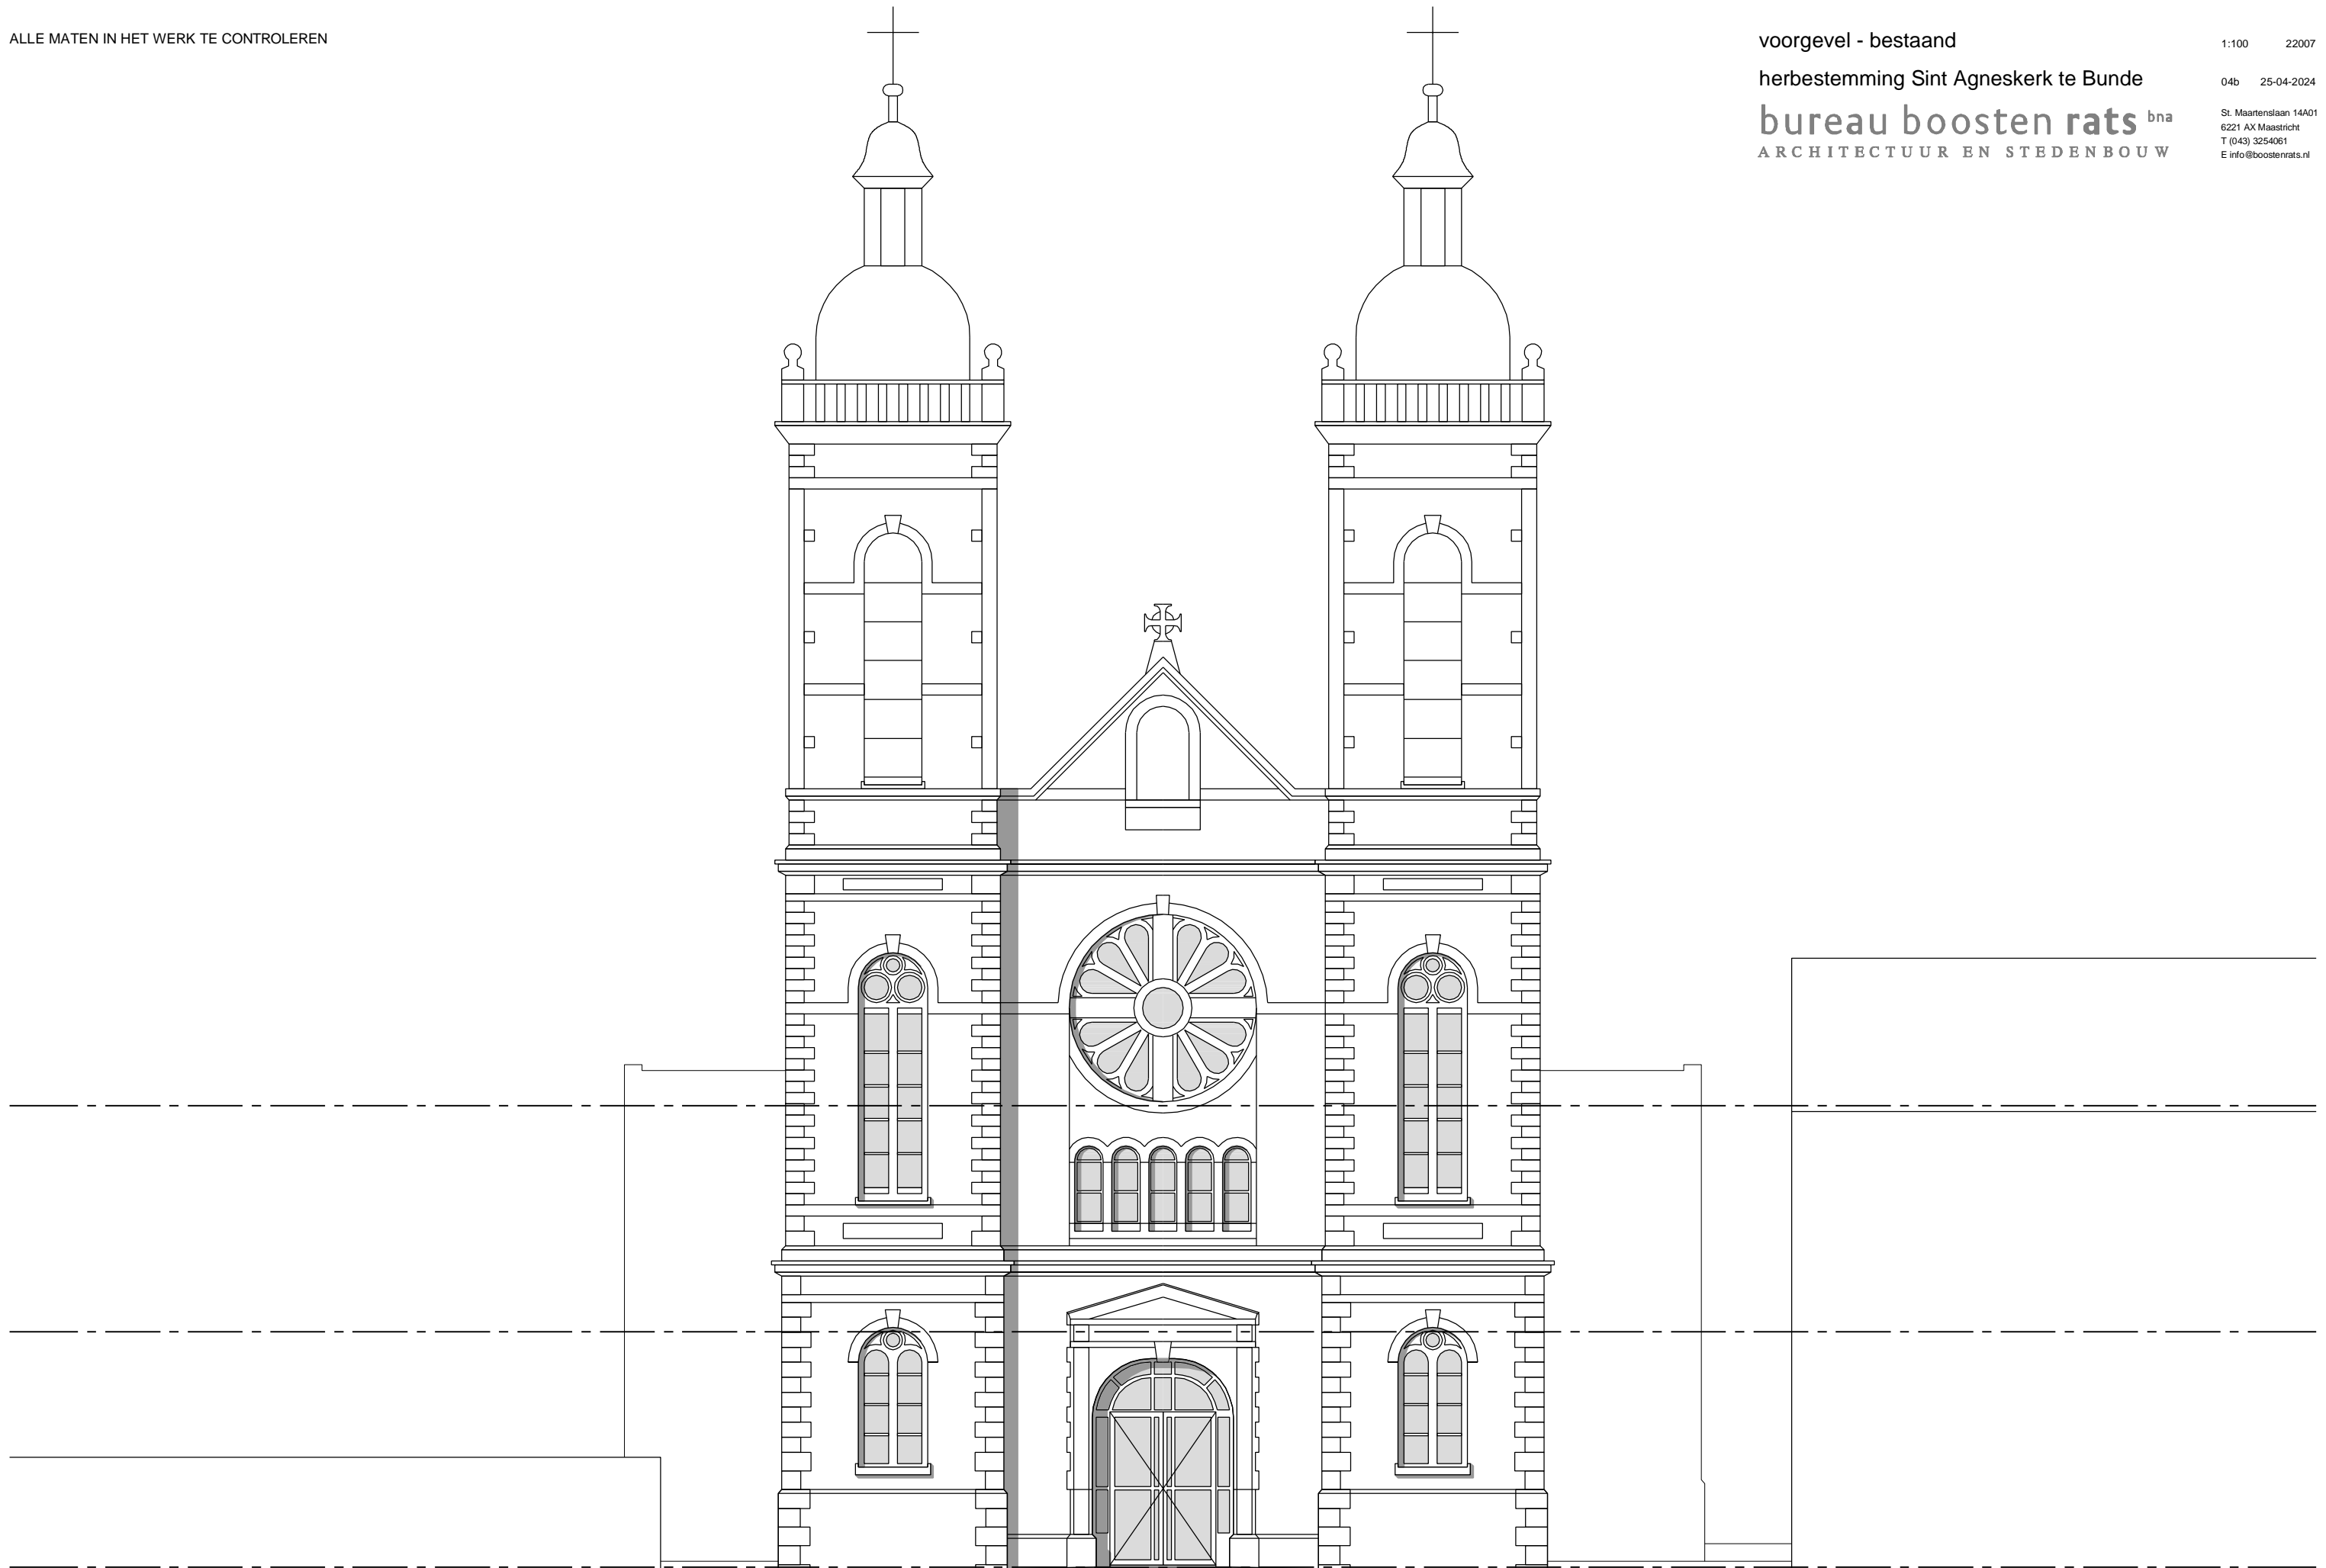 ALLE MATEN IN HET WERK TE CONTROLEREN
voorgevel - bestaand
1:100 22007
herbestemming Sint Agneskerk te Bunde
04b 25-04-2024
bureau boosten rats bna
ARCHITECTUUR EN STEDENBOUW
St. Maartenslaan 14A01
6221 AX Maastricht
T (043) 3254061
E info@boostenrats.nl